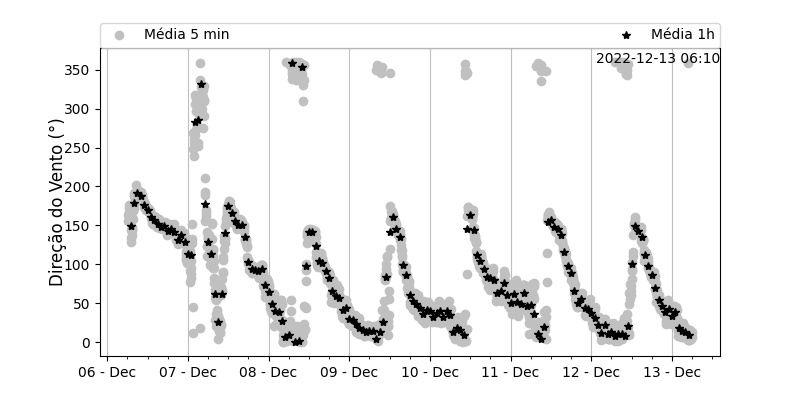 Média 5 min
Média 1h
2022-12-13 06:10
Direção do Vento (°)
350
300
250
200
150
100
50
0
06 - Dec
07 - Dec
08 - Dec
09 - Dec
10 - Dec
11 - Dec
12 - Dec
13 - Dec